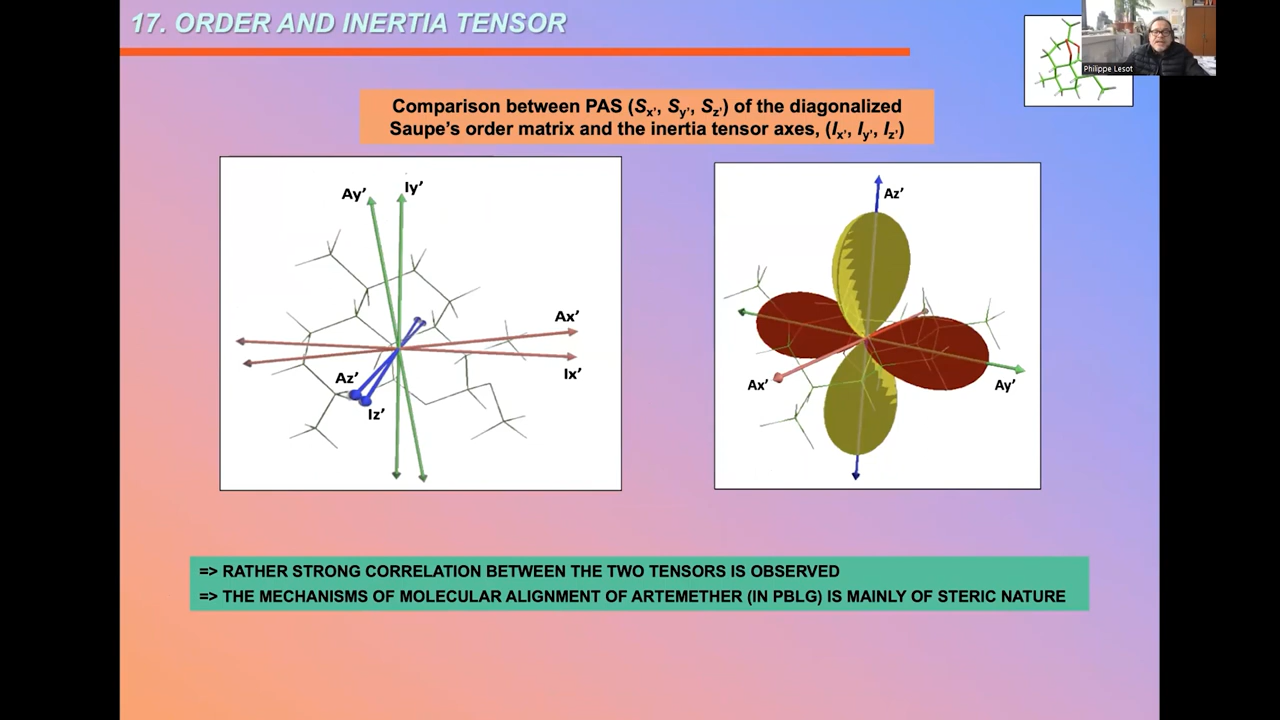 17. ORDER AND INERTIA TENSOR
Philippe Lesot
Comparison between PAS (Sx', Sy', Sz') of the diagonalized
Saupe's order matrix and the inertia tensor axes, (Ix', Iy', Iz')
Ay'
Iy'
Ax'
Ix'
Az'
Iz'
Az'
Ax'
Ay'
=> RATHER STRONG CORRELATION BETWEEN THE TWO TENSORS IS OBSERVED
=> THE MECHANISMS OF MOLECULAR ALIGNMENT OF ARTEMETHER (IN PBLG) IS MAINLY OF STERIC NATURE